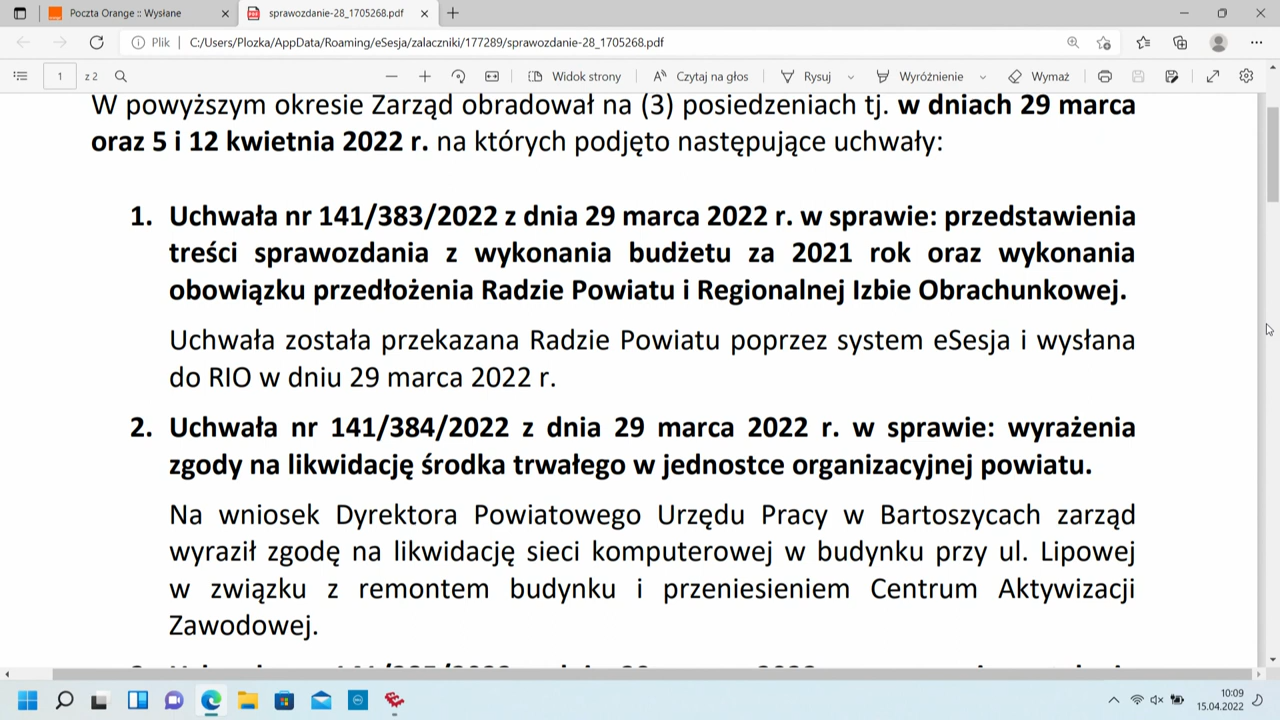 Poczta Orange :: Wysłane
sprawozdanie-28_1705268.pdf
Plik
C:/Users/Plozka/AppData/Roaming/eSesja/zalaczniki/177289/sprawozdanie-28_1705268.pdf
1 z 2
Widok strony
Czytaj na głos
Rysuj
Wyróżnienie
Wymaż
W powyższym okresie Zarząd obradował na (3) posiedzeniach tj. w dniach 29 marca
oraz 5 i 12 kwietnia 2022 r. na których podjęto następujące uchwały:
1. Uchwała nr 141/383/2022 z dnia 29 marca 2022 r. w sprawie: przedstawienia
treści sprawozdania z wykonania budżetu za 2021 rok oraz wykonania
obowiązku przedłożenia Radzie Powiatu i Regionalnej Izbie Obrachunkowej.
Uchwała została przekazana Radzie Powiatu poprzez system eSesja i wysłana
do RIO w dniu 29 marca 2022 r.
2. Uchwała nr 141/384/2022 z dnia 29 marca 2022 r. w sprawie: wyrażenia
zgody na likwidację środka trwałego w jednostce organizacyjnej powiatu.
Na wniosek Dyrektora Powiatowego Urzędu Pracy w Bartoszycach zarząd
wyraził zgodę na likwidację sieci komputerowej w budynku przy ul. Lipowej
w związku z remontem budynku i przeniesieniem Centrum Aktywizacji
Zawodowej.
10:09
15.04.2022